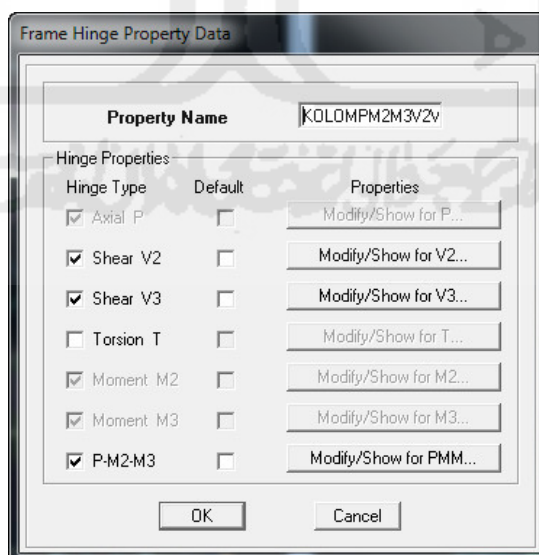 Frame Hinge Property Data
Property Name KOLOMPM2M3V2V
Hinge Properties
Hinge Type Default Properties
Axial P Modify/Show for P...
Shear V2 Modify/Show for V2...
Shear V3 Modify/Show for V3...
Torsion T Modify/Show for T...
Moment M2 Modify/Show for M2...
Moment M3 Modify/Show for M3...
P-M2-M3 Modify/Show for PMM...
OK Cancel